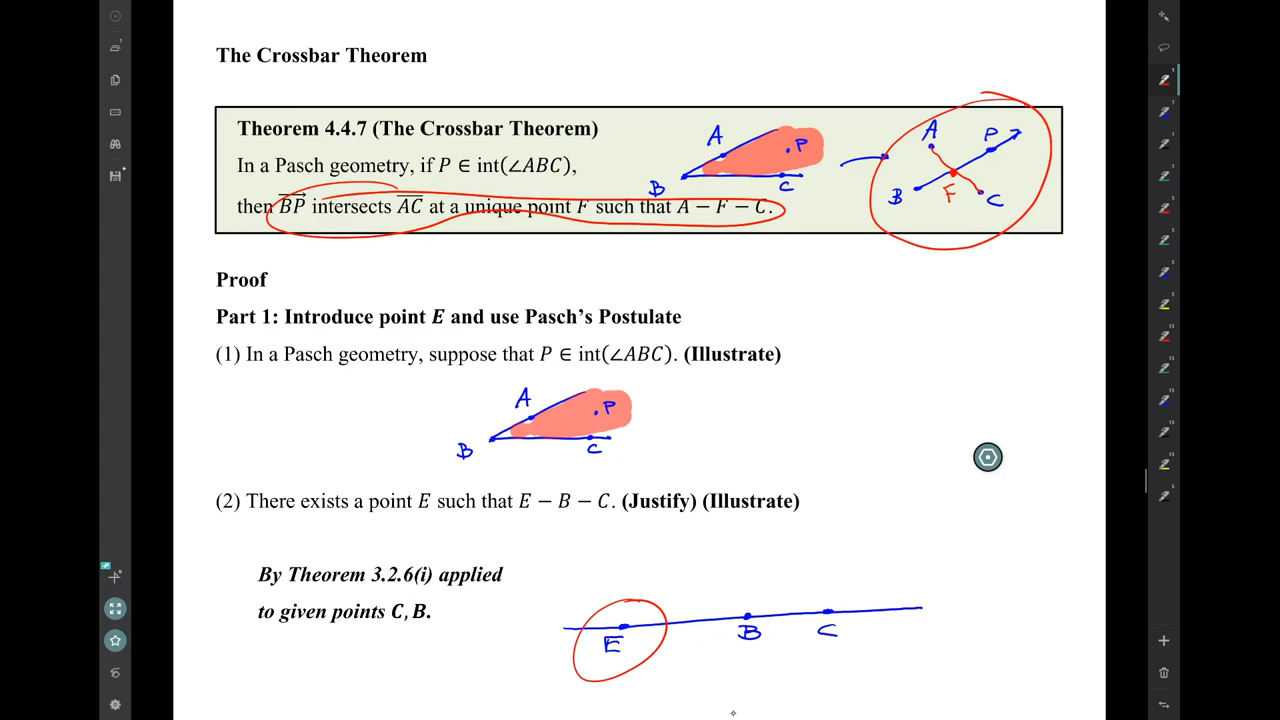 The Crossbar Theorem
Theorem 4.4.7 (The Crossbar Theorem)
In a Pasch geometry, if P ∈ int(∠ABC),
then B͞P⃗ intersects A͞C͞ at a unique point F such that A − F − C.
A
P
B
C
A
P
B
F
C
Proof
Part 1: Introduce point E and use Pasch’s Postulate
(1) In a Pasch geometry, suppose that P ∈ int(∠ABC). (Illustrate)
A
P
B
C
(2) There exists a point E such that E − B − C. (Justify) (Illustrate)
By Theorem 3.2.6(i) applied
to given points C, B.
E
B
C